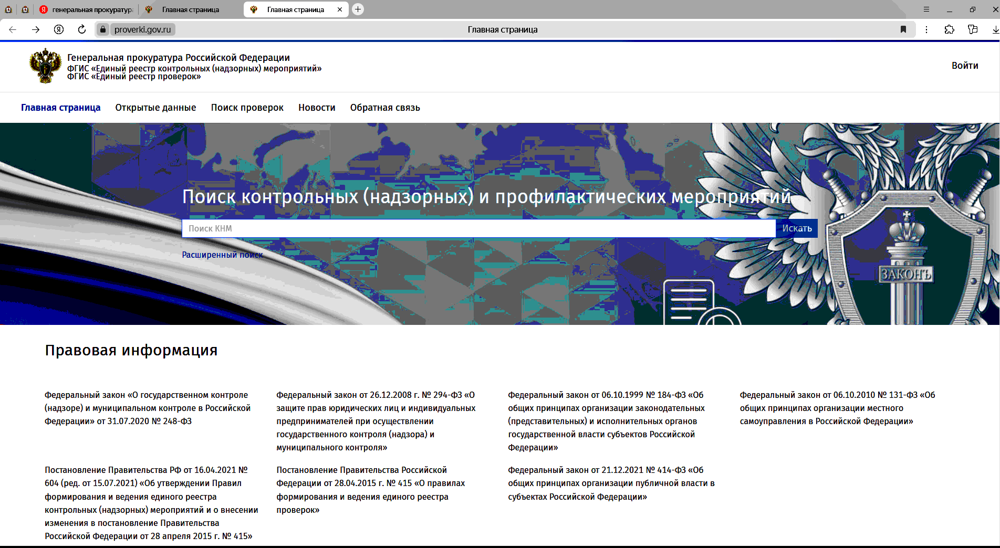 генеральная прокуратур
Главная страница
Главная страница
proverki.gov.ru
Главная страница
Генеральная прокуратура Российской Федерации
ФГИС «Единый реестр контрольных (надзорных) мероприятий»
ФГИС «Единый реестр проверок»
Войти
Главная страница
Открытые данные
Поиск проверок
Новости
Обратная связь
Поиск контрольных (надзорных) и профилактических мероприятий
Поиск КНМ
Искать
Расширенный поиск
ЗАКОНЪ
Правовая информация
Федеральный закон «О государственном контроле
(надзоре) и муниципальном контроле в Российской
Федерации» от 31.07.2020 № 248-ФЗ
Федеральный закон от 26.12.2008 г. № 294-ФЗ «О
защите прав юридических лиц и индивидуальных
предпринимателей при осуществлении
государственного контроля (надзора) и
муниципального контроля»
Федеральный закон от 06.10.1999 № 184-ФЗ «Об
общих принципах организации законодательных
(представительных) и исполнительных органов
государственной власти субъектов Российской
Федерации»
Федеральный закон от 06.10.2010 № 131-ФЗ «Об
общих принципах организации местного
самоуправления в Российской Федерации»
Постановление Правительства РФ от 16.04.2021 №
604 (ред. от 15.07.2021) «Об утверждении Правил
формирования и ведения единого реестра
контрольных (надзорных) мероприятий и о внесении
изменения в постановление Правительства
Российской Федерации от 28 апреля 2015 г. № 415»
Постановление Правительства Российской
Федерации от 28.04.2015 г. № 415 «О правилах
формирования и ведения единого реестра
проверок»
Федеральный закон от 21.12.2021 № 414-ФЗ «Об
общих принципах организации публичной власти в
субъектах Российской Федерации»